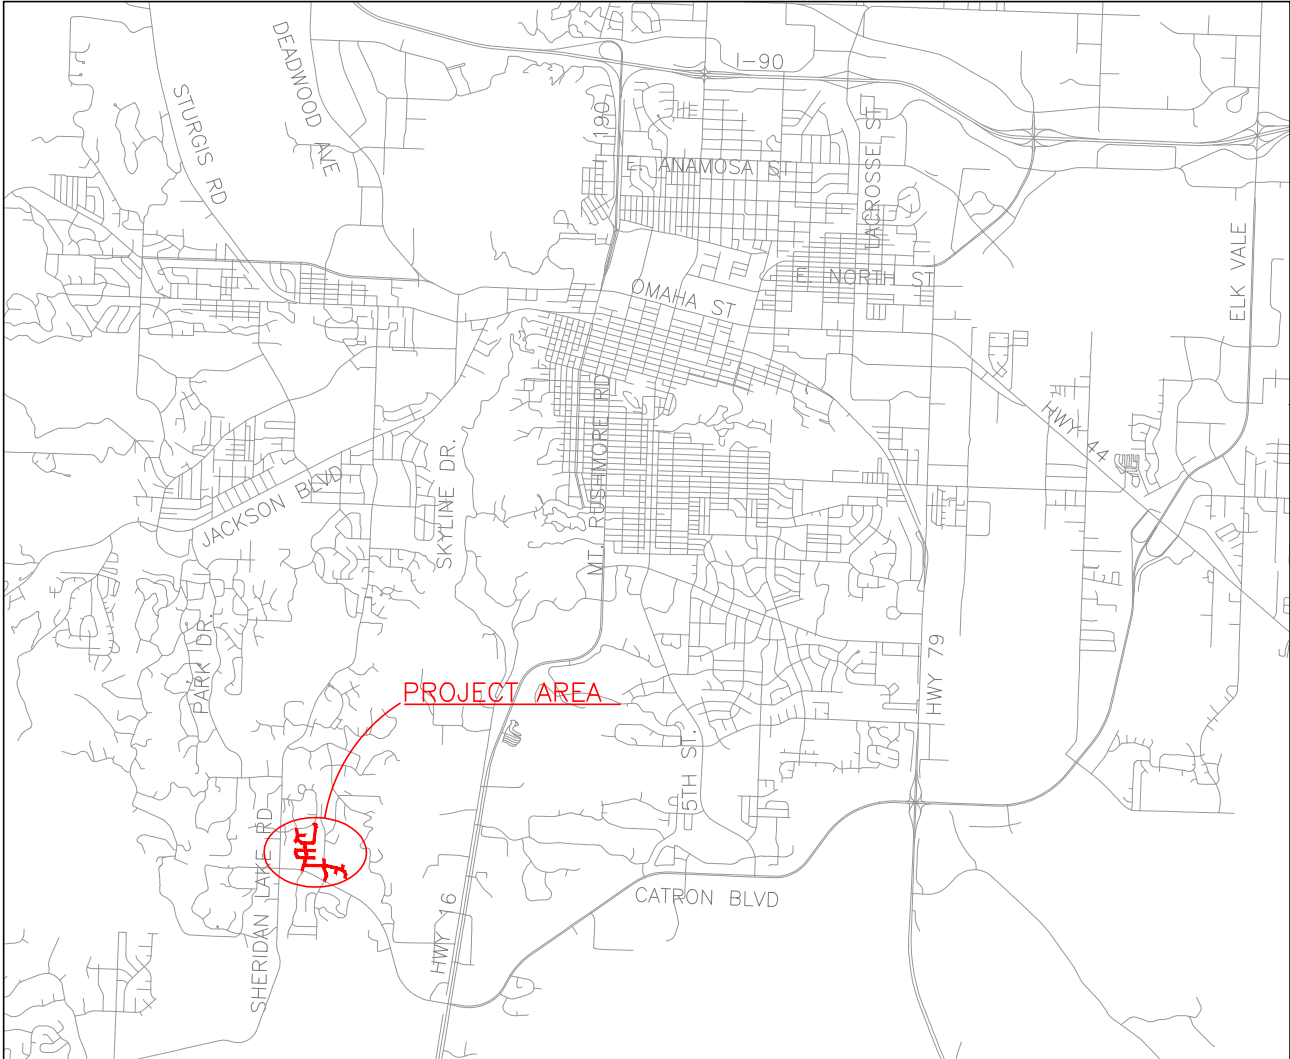 I-90
DEADWOOD AVE
STURGIS RD
I-190
LACROSSE ST
E. ANAMOSA ST
ELK VALE
E. NORTH ST
OMAHA ST
HWY 44
MT. RUSHMORE RD
SKYLINE DR.
JACKSON BLVD
PARK DR.
HWY 79
PROJECT AREA
5TH ST.
SHERIDAN LAKE RD
CATRON BLVD
HWY 16